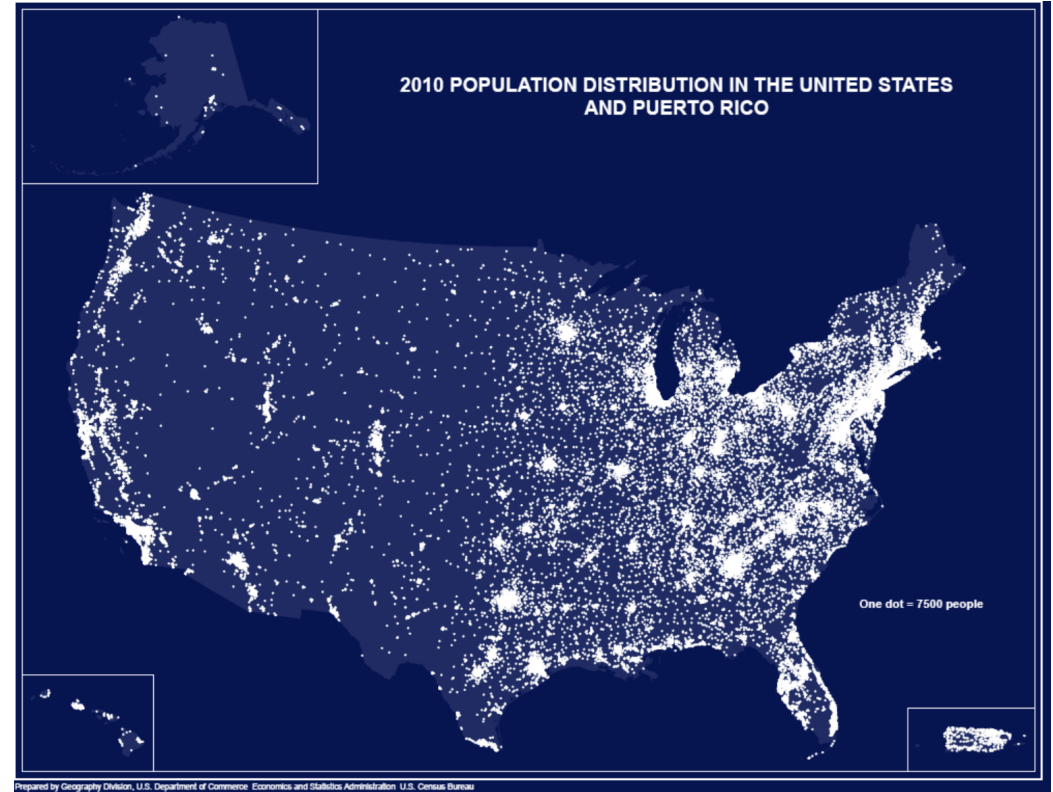 2010 POPULATION DISTRIBUTION IN THE UNITED STATES
AND PUERTO RICO
One dot = 7500 people
Prepared by Geography Division, U.S. Department of Commerce Economics and Statistics Administration U.S. Census Bureau